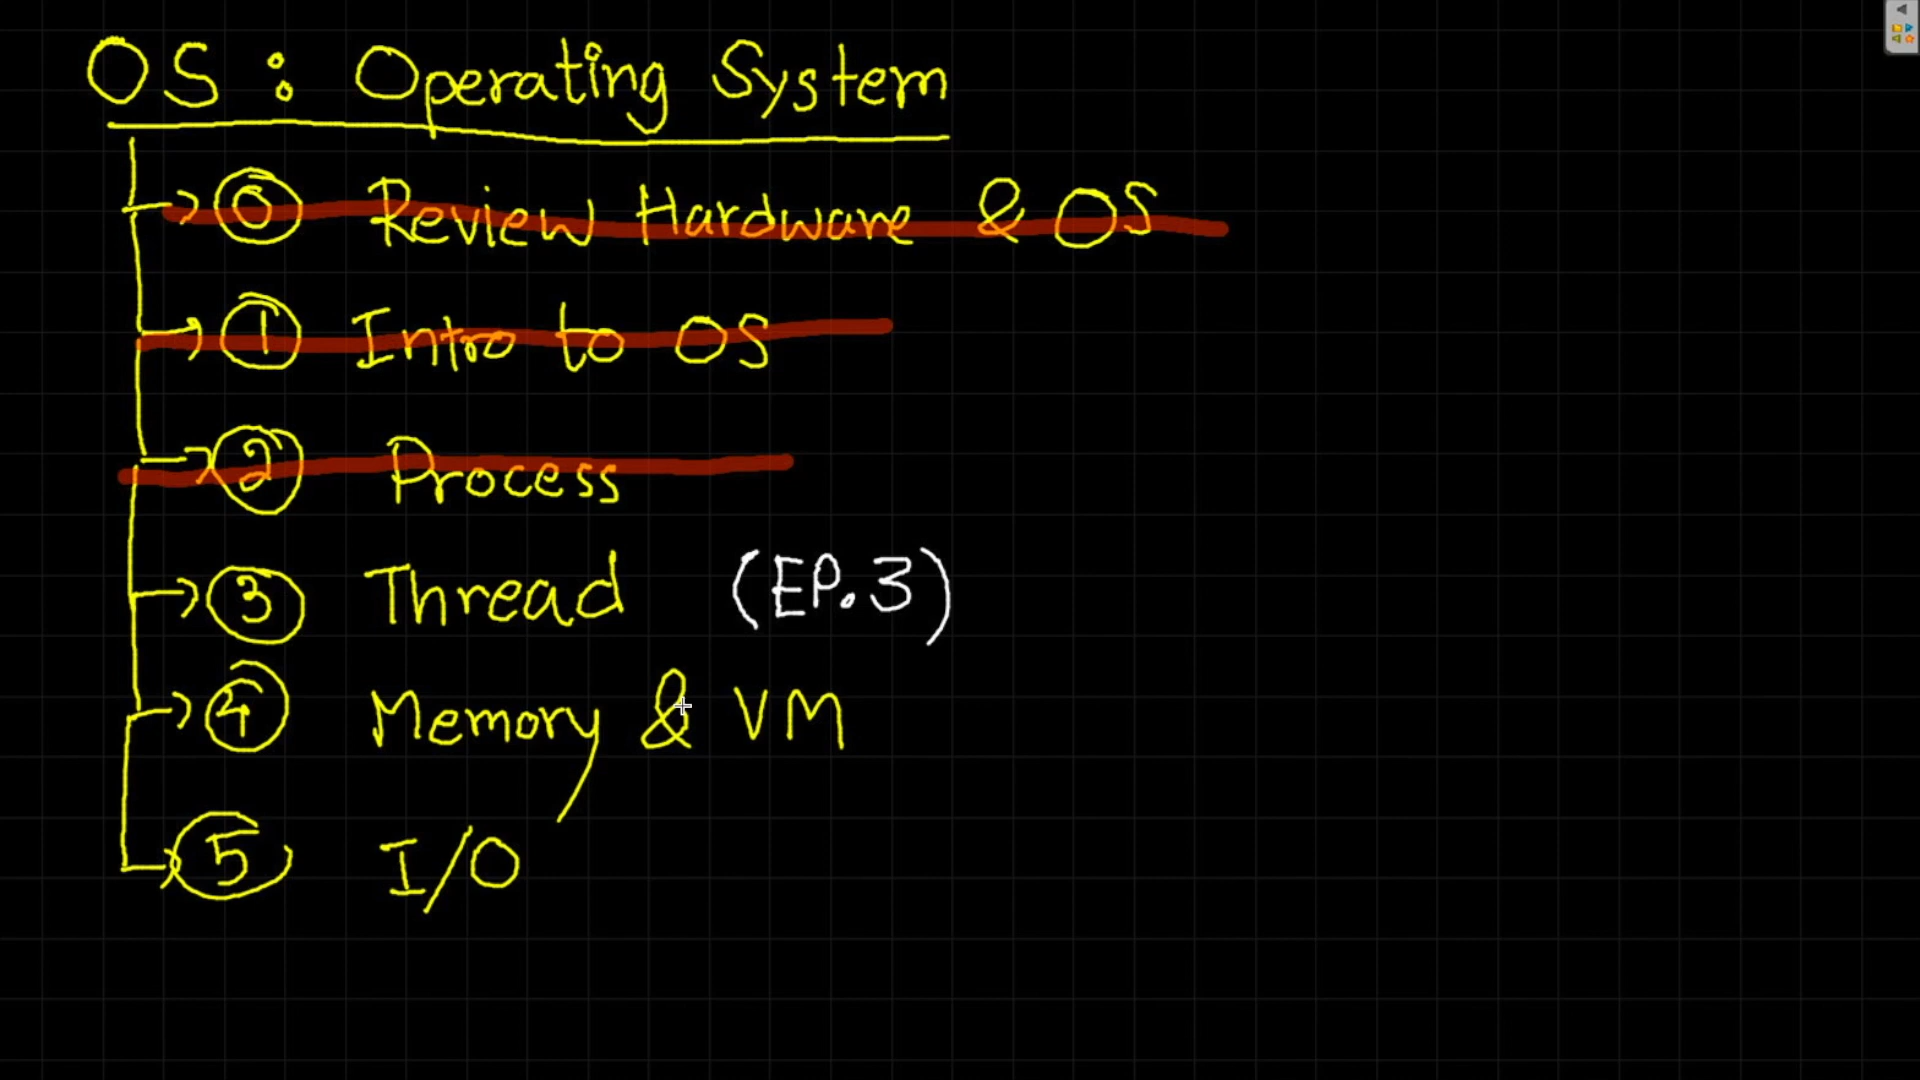 OS : Operating System
⓪ Review Hardware & OS
① Intro to OS
② Process
③ Thread (EP.3)
④ Memory & VM
⑤ I/O